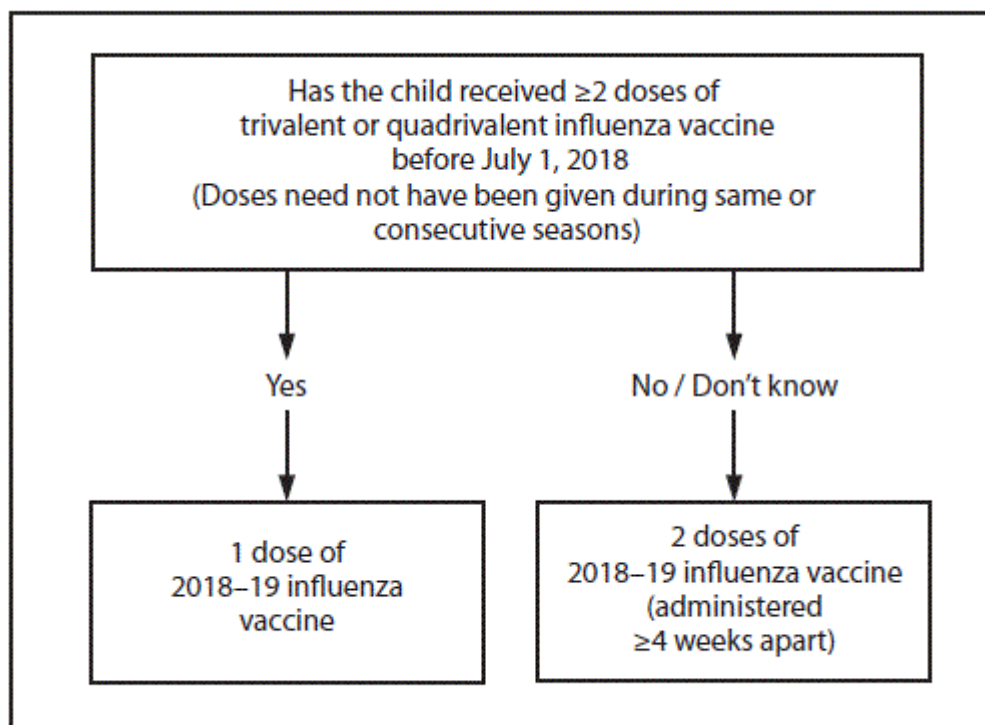 Has the child received ≥2 doses of
trivalent or quadrivalent influenza vaccine
before July 1, 2018
(Doses need not have been given during same or
consecutive seasons)
Yes
No / Don’t know
1 dose of
2018–19 influenza
vaccine
2 doses of
2018–19 influenza vaccine
(administered
≥4 weeks apart)